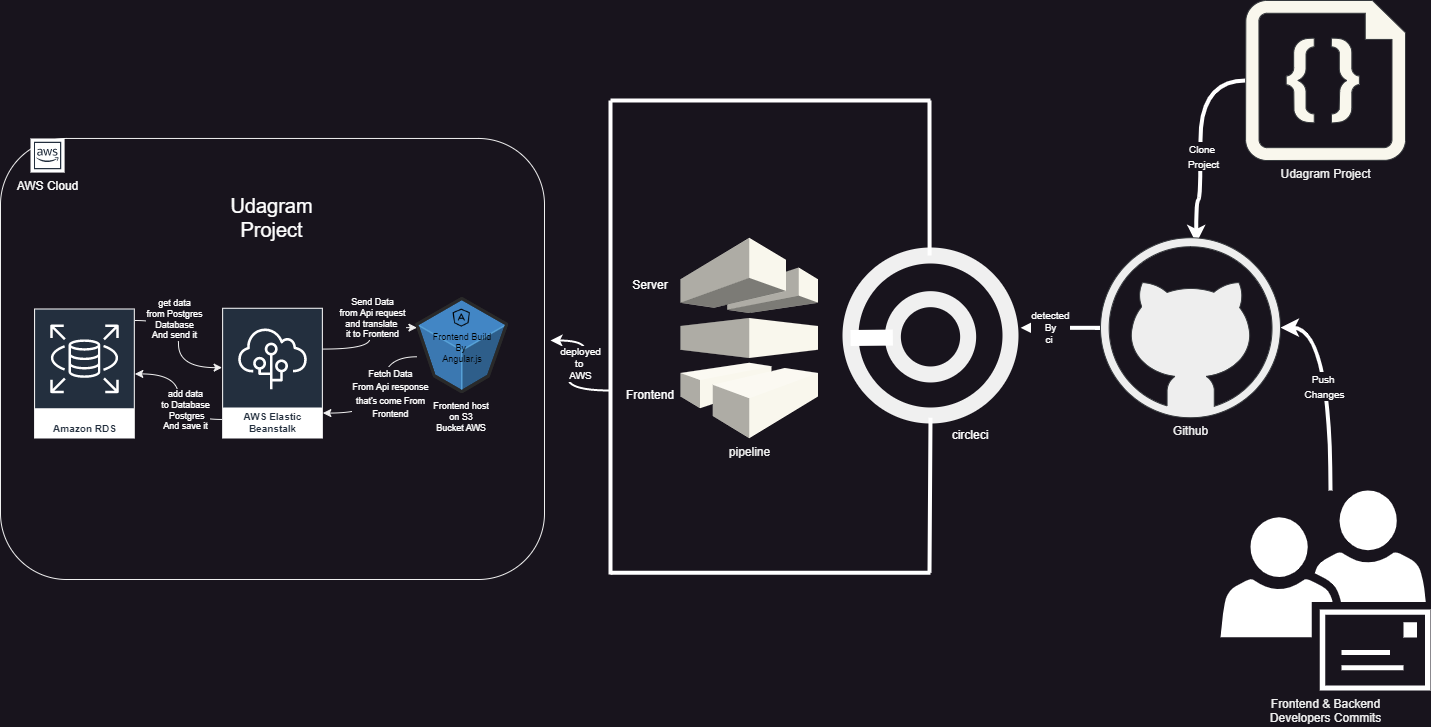 aws
AWS Cloud
Udagram
Project
get data
from Postgres
Database
And send it
add data
to Database
Postgres
And save it
Amazon RDS
AWS Elastic
Beanstalk
Send Data
from Api request
and translate
it to Frontend
Fetch Data
From Api response
that's come From
Frontend
Frontend Build
By
Angular.js
Frontend host
on S3
Bucket AWS
deployed
to
AWS
Server
Frontend
pipeline
circleci
detected
By
ci
Github
Clone
Project
{}
Udagram Project
Push
Changes
Frontend & Backend
Developers Commits